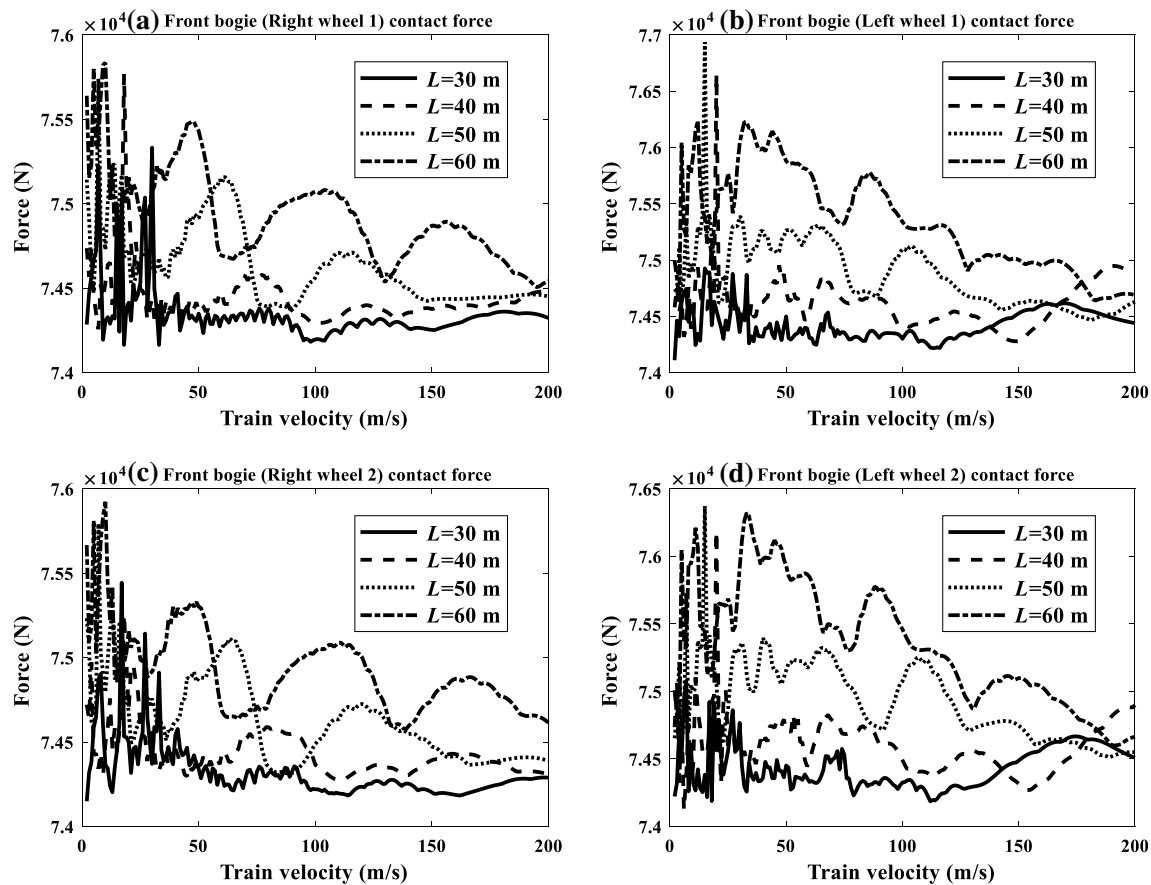 ×10⁴ (a) Front bogie (Right wheel 1) contact force
7.6
7.55
7.5
7.45
7.4
Force (N)
0 50 100 150 200
Train velocity (m/s)
L=30 m
L=40 m
L=50 m
L=60 m
×10⁴ (b) Front bogie (Left wheel 1) contact force
7.7
7.65
7.6
7.55
7.5
7.45
7.4
Force (N)
0 50 100 150 200
Train velocity (m/s)
L=30 m
L=40 m
L=50 m
L=60 m
×10⁴ (c) Front bogie (Right wheel 2) contact force
7.6
7.55
7.5
7.45
7.4
Force (N)
0 50 100 150 200
Train velocity (m/s)
L=30 m
L=40 m
L=50 m
L=60 m
×10⁴ (d) Front bogie (Left wheel 2) contact force
7.65
7.6
7.55
7.5
7.45
7.4
Force (N)
0 50 100 150 200
Train velocity (m/s)
L=30 m
L=40 m
L=50 m
L=60 m